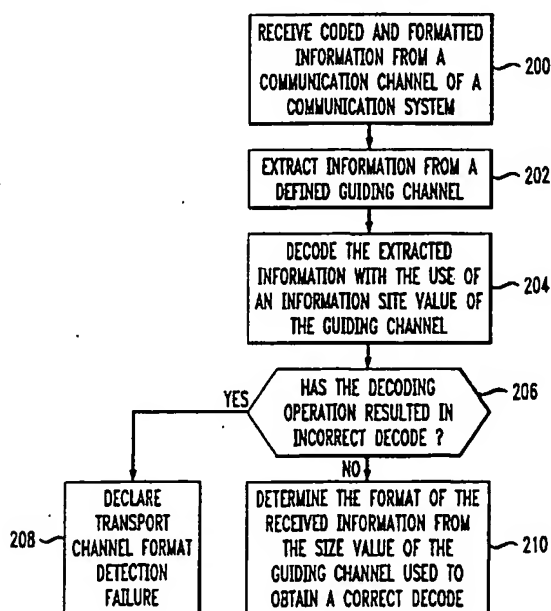 RECEIVE CODED AND FORMATTED
INFORMATION FROM A
COMMUNICATION CHANNEL OF A
COMMUNICATION SYSTEM
200
EXTRACT INFORMATION FROM A
DEFINED GUIDING CHANNEL
202
DECODE THE EXTRACTED
INFORMATION WITH THE USE OF
AN INFORMATION SITE VALUE OF
THE GUIDING CHANNEL
204
HAS THE DECODING
OPERATION RESULTED IN
INCORRECT DECODE ?
206
YES
NO
DECLARE
TRANSPORT
CHANNEL FORMAT
DETECTION
FAILURE
208
DETERMINE THE FORMAT OF THE
RECEIVED INFORMATION FROM
THE SIZE VALUE OF THE
GUIDING CHANNEL USED TO
OBTAIN A CORRECT DECODE
210